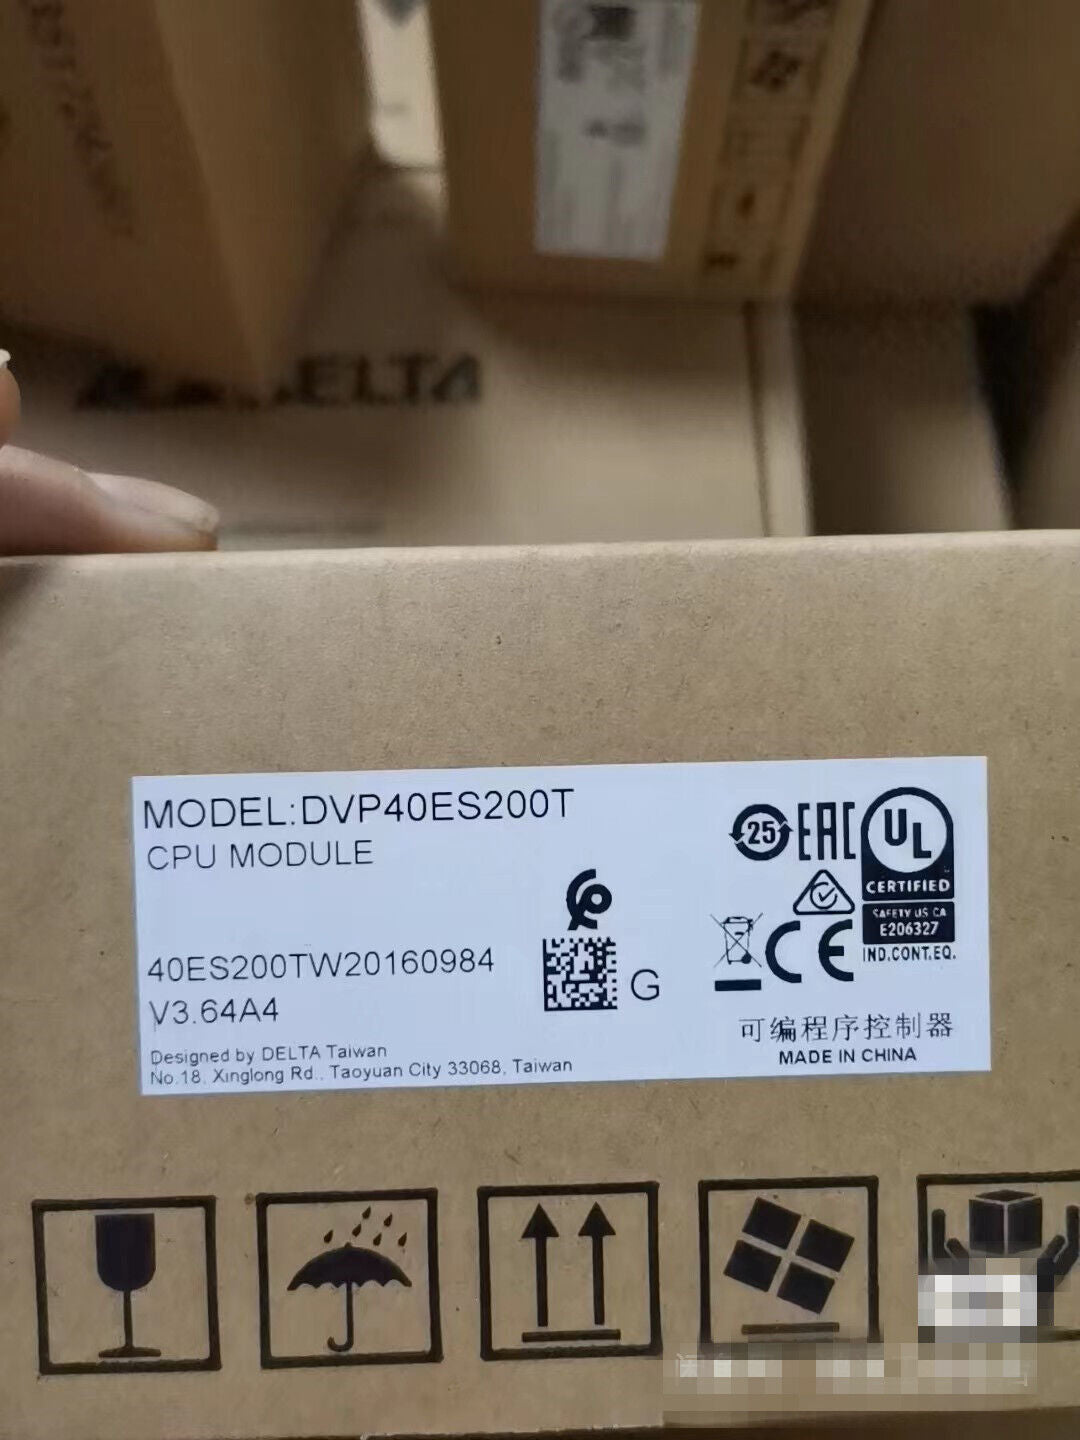 DELTA
MODEL:DVP40ES200T
CPU MODULE
40ES200TW20160984
V3.64A4
G
Designed by DELTA Taiwan
No.18, Xinglong Rd., Taoyuan City 33068, Taiwan
25
EAC
UL
CERTIFIED
SAFETY US CA
E206327
IND.CONT.EQ.
CE
可编程序控制器
MADE IN CHINA